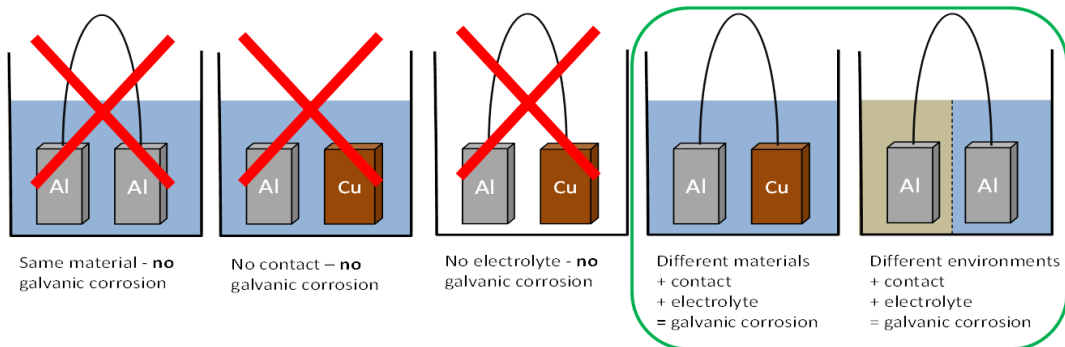 Al
Al
Al
Cu
Al
Cu
Al
Cu
Al
Al
Same material - no
galvanic corrosion
No contact – no
galvanic corrosion
No electrolyte - no
galvanic corrosion
Different materials
+ contact
+ electrolyte
= galvanic corrosion
Different environments
+ contact
+ electrolyte
= galvanic corrosion